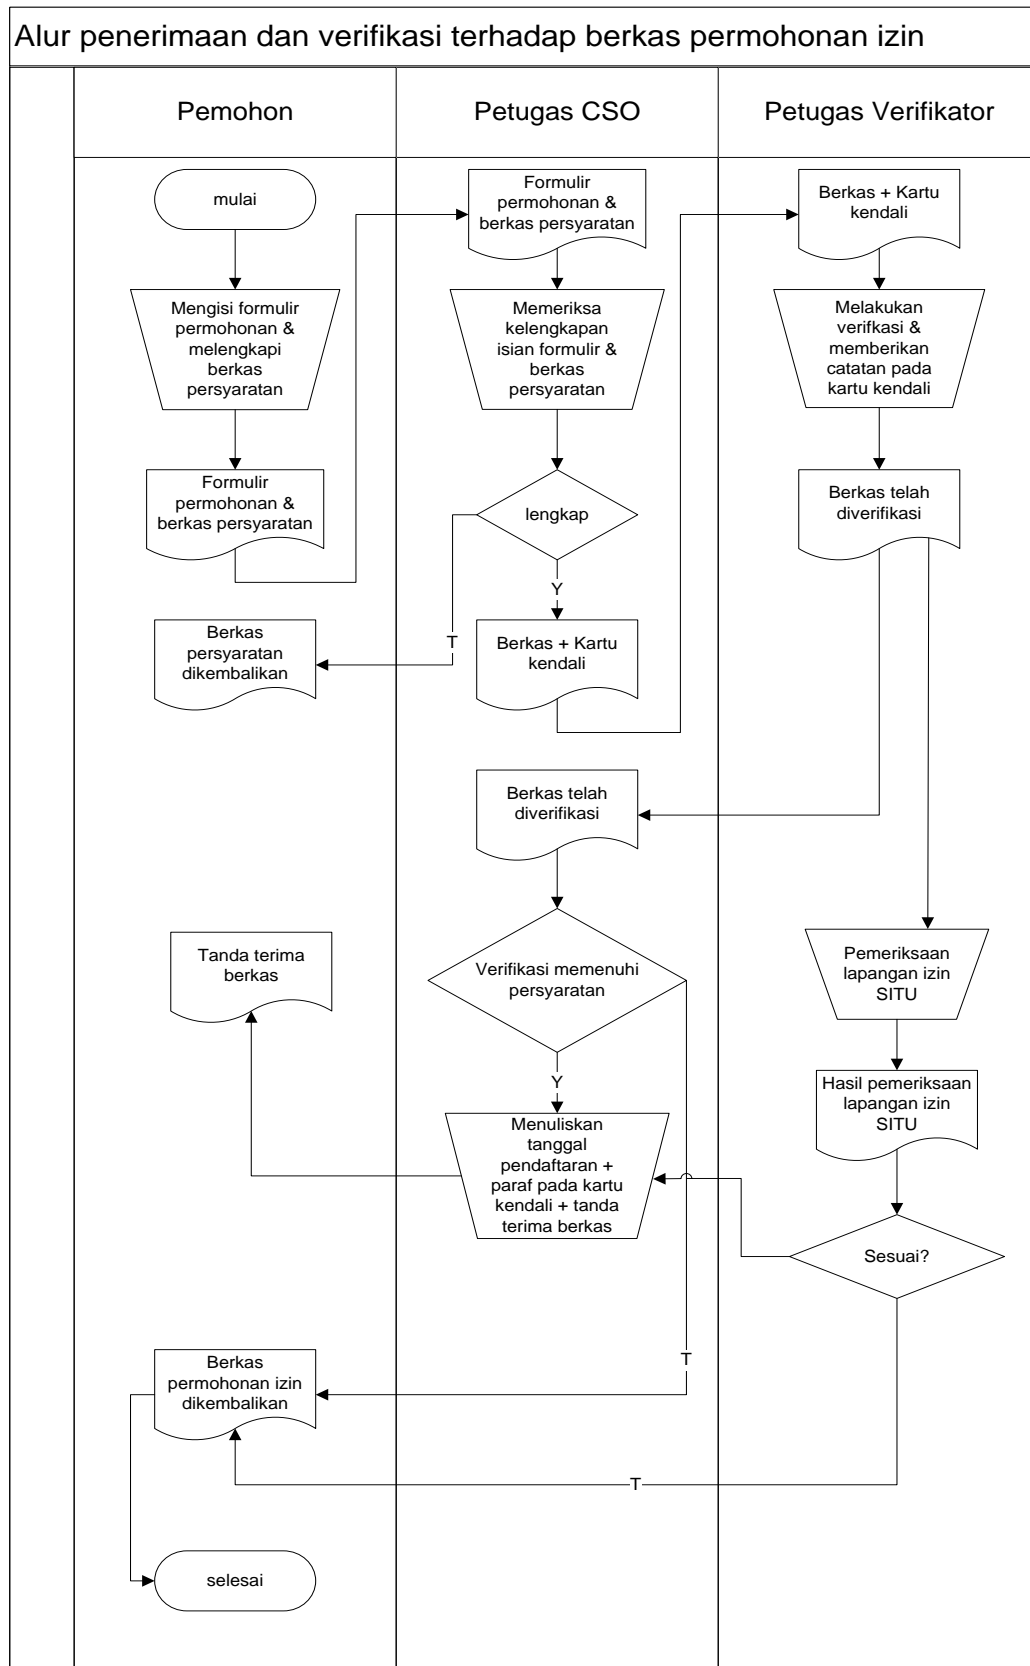 Alur penerimaan dan verifikasi terhadap berkas permohonan izin
Pemohon
Petugas CSO
Petugas Verifikator
mulai
Formulir
permohonan &
berkas persyaratan
Berkas + Kartu
kendali
Mengisi formulir
permohonan &
melengkapi
berkas
persyaratan
Memeriksa
kelengkapan
isian formulir &
berkas
persyaratan
Melakukan
verifkasi &
memberikan
catatan pada
kartu kendali
Formulir
permohonan &
berkas persyaratan
lengkap
Berkas telah
diverifikasi
Y
T
Berkas
persyaratan
dikembalikan
Berkas + Kartu
kendali
Berkas telah
diverifikasi
Tanda terima
berkas
Verifikasi memenuhi
persyaratan
Pemeriksaan
lapangan izin
SITU
Y
Hasil pemeriksaan
lapangan izin
SITU
Menuliskan
tanggal
pendaftaran +
paraf pada kartu
kendali + tanda
terima berkas
Sesuai?
T
Berkas
permohonan izin
dikembalikan
T
selesai